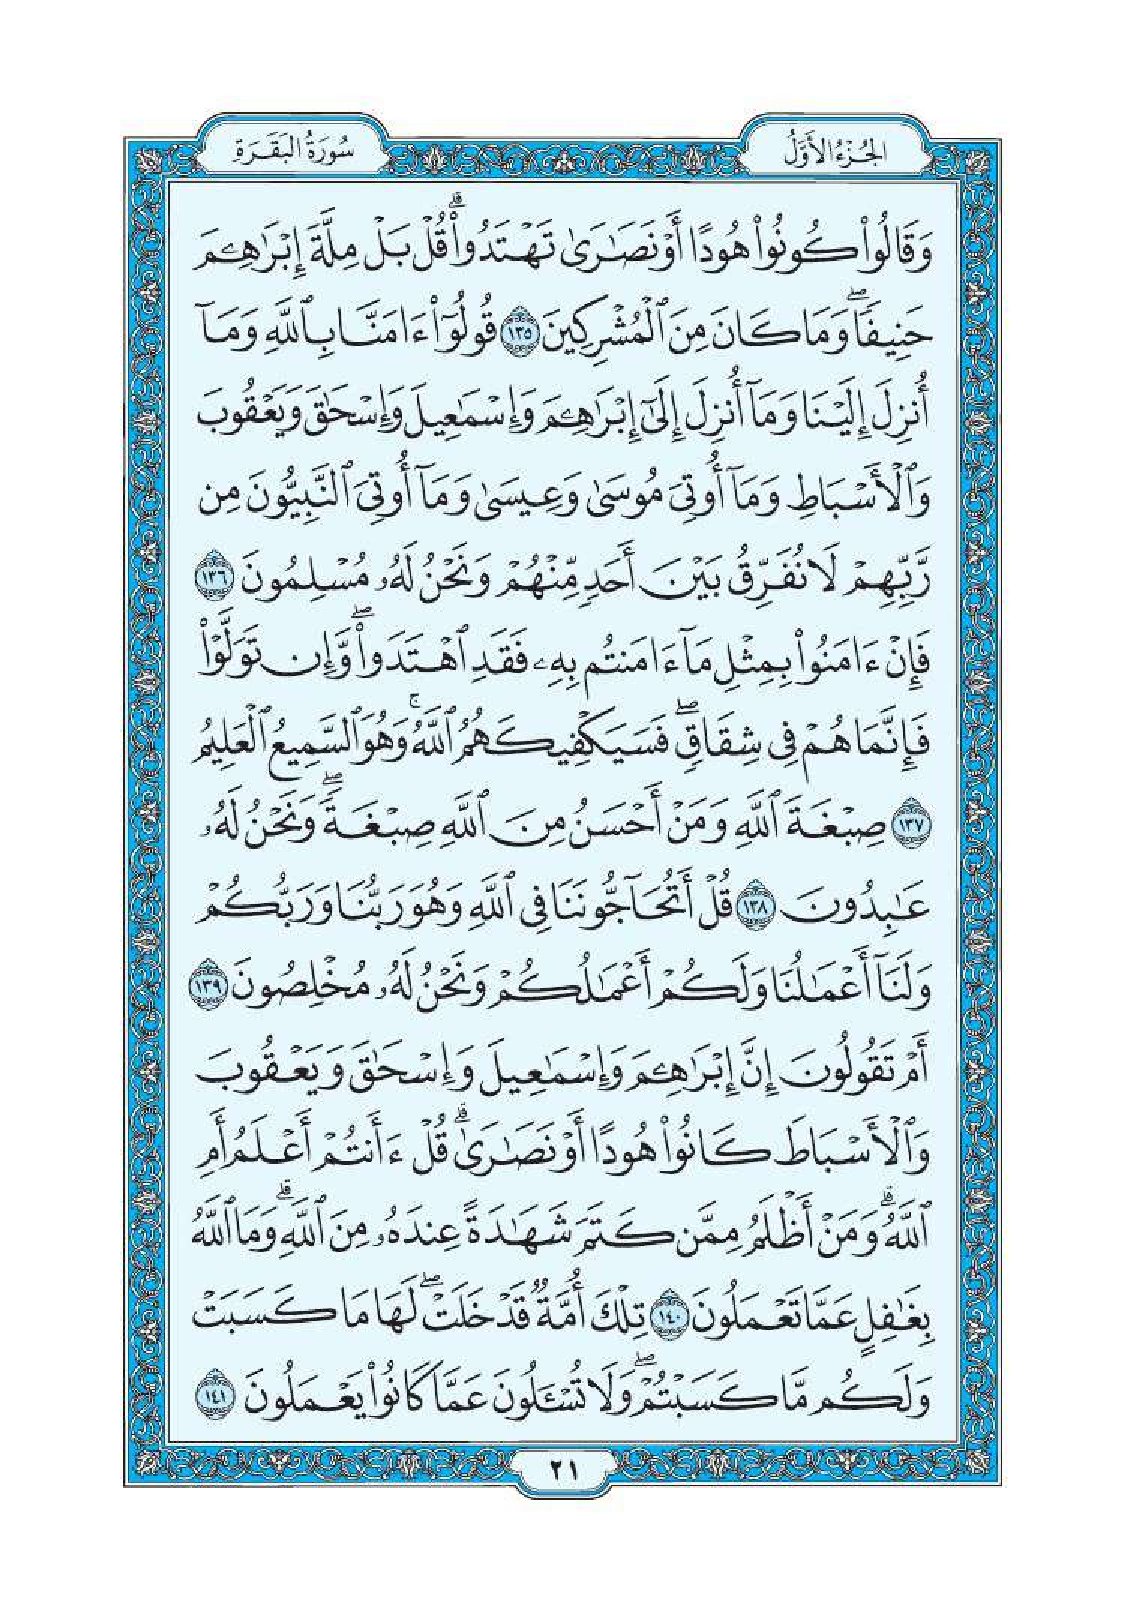 الجُزْءُ الأَوَّلُ
سُورَةُ البَقَرَةِ
وَقَالُوا۟ كُونُوا۟ هُودًا أَوْ نَصَٰرَىٰ تَهْتَدُوا۟ ۗ قُلْ بَلْ مِلَّةَ إِبْرَٰهِـۧمَ
حَنِيفًا ۖ وَمَا كَانَ مِنَ ٱلْمُشْرِكِينَ ١٣٥ قُولُوٓا۟ ءَامَنَّا بِٱللَّهِ وَمَآ
أُنزِلَ إِلَيْنَا وَمَآ أُنزِلَ إِلَىٰٓ إِبْرَٰهِـۧمَ وَإِسْمَٰعِيلَ وَإِسْحَٰقَ وَيَعْقُوبَ
وَٱلْأَسْبَاطِ وَمَآ أُوتِىَ مُوسَىٰ وَعِيسَىٰ وَمَآ أُوتِىَ ٱلنَّبِيُّونَ مِن
رَّبِّهِمْ لَا نُفَرِّقُ بَيْنَ أَحَدٍ مِّنْهُمْ وَنَحْنُ لَهُۥ مُسْلِمُونَ ١٣٦
فَإِنْ ءَامَنُوا۟ بِمِثْلِ مَآ ءَامَنتُم بِهِۦ فَقَدِ ٱهْتَدَوا۟ ۖ وَّإِن تَوَلَّوْا۟
فَإِنَّمَا هُمْ فِى شِقَاقٍ ۖ فَسَيَكْفِيكَهُمُ ٱللَّهُ ۚ وَهُوَ ٱلسَّمِيعُ ٱلْعَلِيمُ
١٣٧ صِبْغَةَ ٱللَّهِ وَمَنْ أَحْسَنُ مِنَ ٱللَّهِ صِبْغَةً ۖ وَنَحْنُ لَهُۥ
عَٰبِدُونَ ١٣٨ قُلْ أَتُحَآجُّونَنَا فِى ٱللَّهِ وَهُوَ رَبُّنَا وَرَبُّكُمْ
وَلَنَآ أَعْمَٰلُنَا وَلَكُمْ أَعْمَٰلُكُمْ وَنَحْنُ لَهُۥ مُخْلِصُونَ ١٣٩
أَمْ تَقُولُونَ إِنَّ إِبْرَٰهِـۧمَ وَإِسْمَٰعِيلَ وَإِسْحَٰقَ وَيَعْقُوبَ
وَٱلْأَسْبَاطَ كَانُوا۟ هُودًا أَوْ نَصَٰرَىٰ ۗ قُلْ ءَأَنتُمْ أَعْلَمُ أَمِ
ٱللَّهُ ۗ وَمَنْ أَظْلَمُ مِمَّن كَتَمَ شَهَٰدَةً عِندَهُۥ مِنَ ٱللَّهِ ۗ وَمَا ٱللَّهُ
بِغَٰفِلٍ عَمَّا تَعْمَلُونَ ١٤٠ تِلْكَ أُمَّةٌ قَدْ خَلَتْ ۖ لَهَا مَا كَسَبَتْ
وَلَكُم مَّا كَسَبْتُمْ ۖ وَلَا تُسْـَٔلُونَ عَمَّا كَانُوا۟ يَعْمَلُونَ ١٤١
٢١